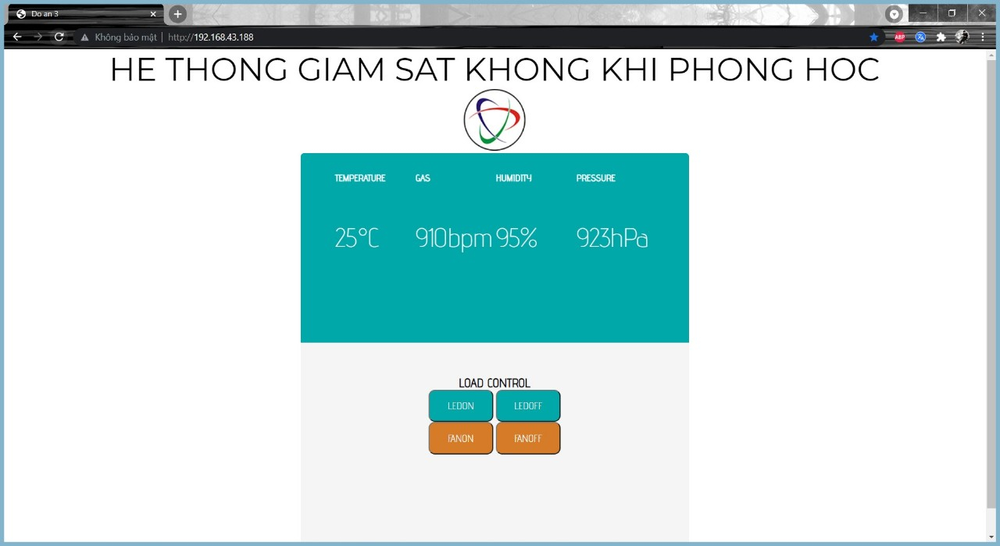 Do an 3
Không bảo mật | http://192.168.43.188
ABP
HE THONG GIAM SAT KHONG KHI PHONG HOC
TEMPERATURE GAS HUMIDITY PRESSURE
25°C 910bpm 95% 923hPa
LOAD CONTROL
LEDON LEDOFF
FANON FANOFF